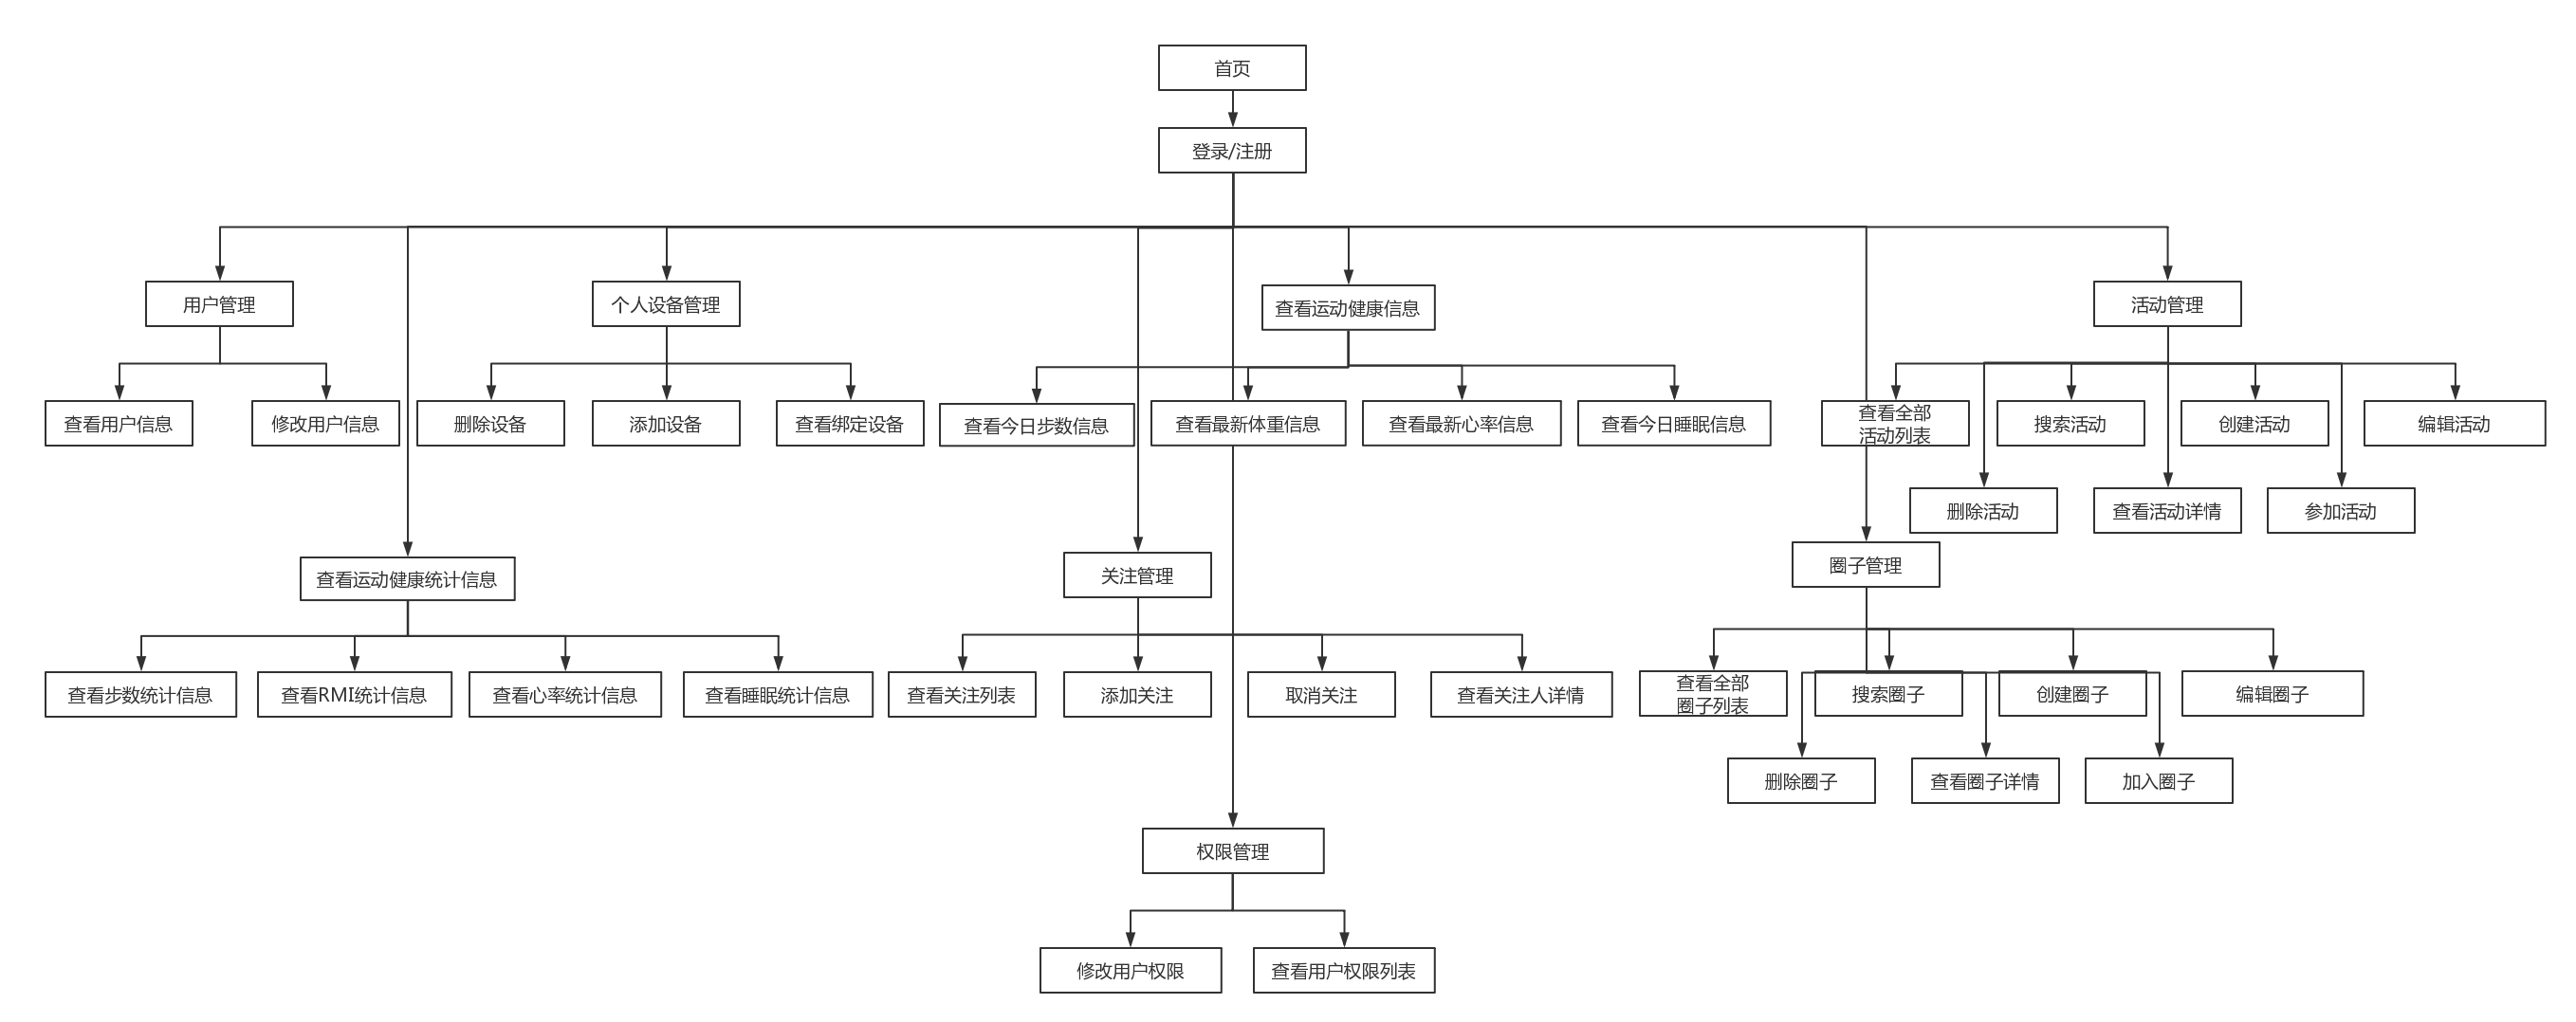 首页
登录/注册
用户管理
个人设备管理
查看运动健康信息
活动管理
查看用户信息
修改用户信息
删除设备
添加设备
查看绑定设备
查看今日步数信息
查看最新体重信息
查看最新心率信息
查看今日睡眠信息
查看全部
活动列表
搜索活动
创建活动
编辑活动
删除活动
查看活动详情
参加活动
查看运动健康统计信息
关注管理
圈子管理
查看步数统计信息
查看RMI统计信息
查看心率统计信息
查看睡眠统计信息
查看关注列表
添加关注
取消关注
查看关注人详情
查看全部
圈子列表
搜索圈子
创建圈子
编辑圈子
删除圈子
查看圈子详情
加入圈子
权限管理
修改用户权限
查看用户权限列表